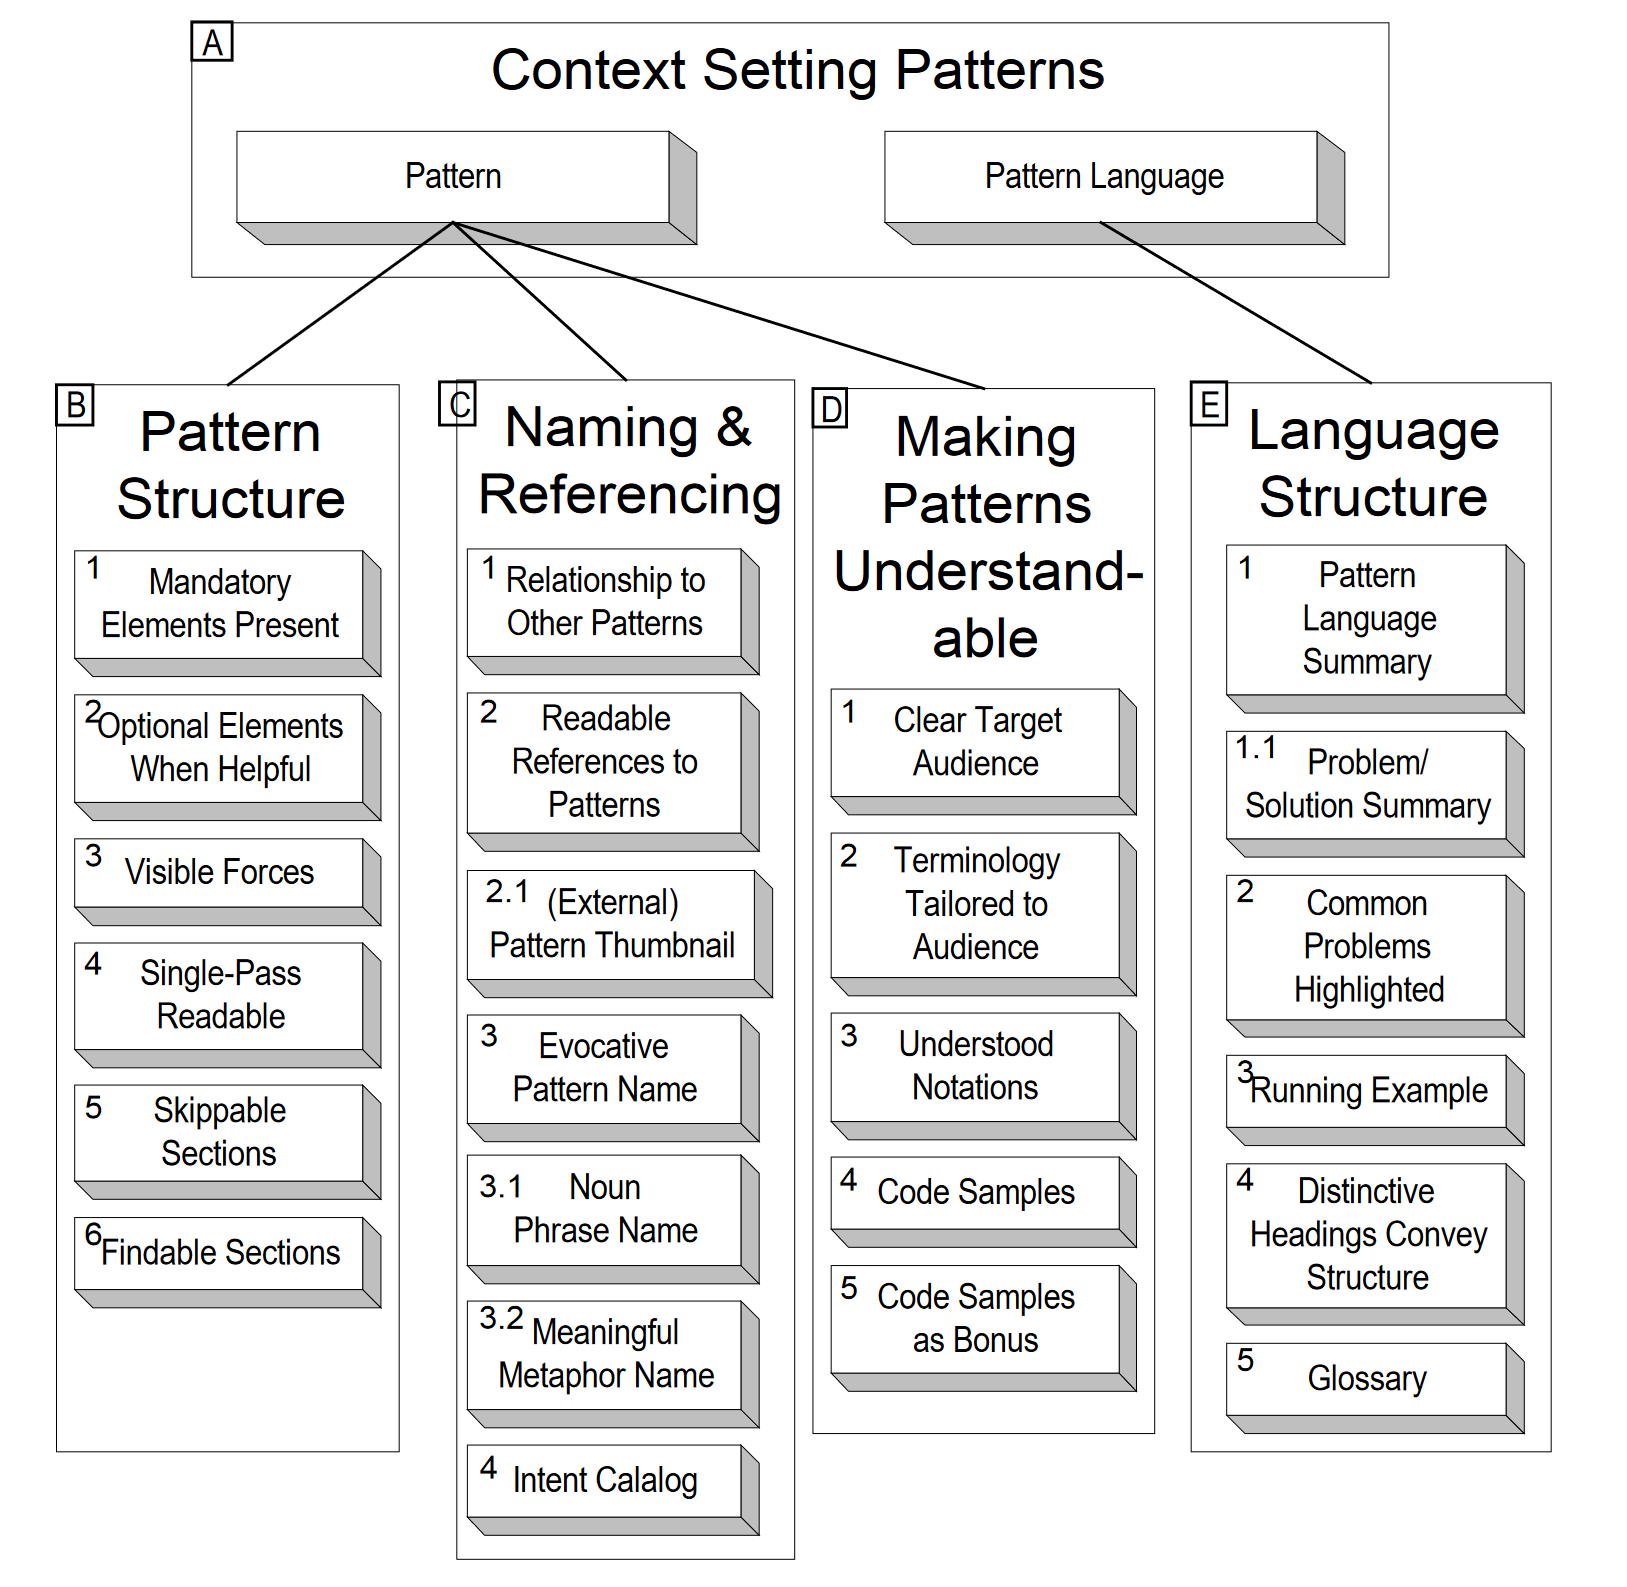 A
Context Setting Patterns
Pattern
Pattern Language
B
Pattern
Structure
1
Mandatory
Elements Present
2
Optional Elements
When Helpful
3
Visible Forces
4
Single-Pass
Readable
5
Skippable
Sections
6
Findable Sections
C
Naming &
Referencing
1
Relationship to
Other Patterns
2
Readable
References to
Patterns
2.1
(External)
Pattern Thumbnail
3
Evocative
Pattern Name
3.1
Noun
Phrase Name
3.2
Meaningful
Metaphor Name
4
Intent Calalog
D
Making
Patterns
Understand-
able
1
Clear Target
Audience
2
Terminology
Tailored to
Audience
3
Understood
Notations
4
Code Samples
5
Code Samples
as Bonus
E
Language
Structure
1
Pattern
Language
Summary
1.1
Problem/
Solution Summary
2
Common
Problems
Highlighted
3
Running Example
4
Distinctive
Headings Convey
Structure
5
Glossary